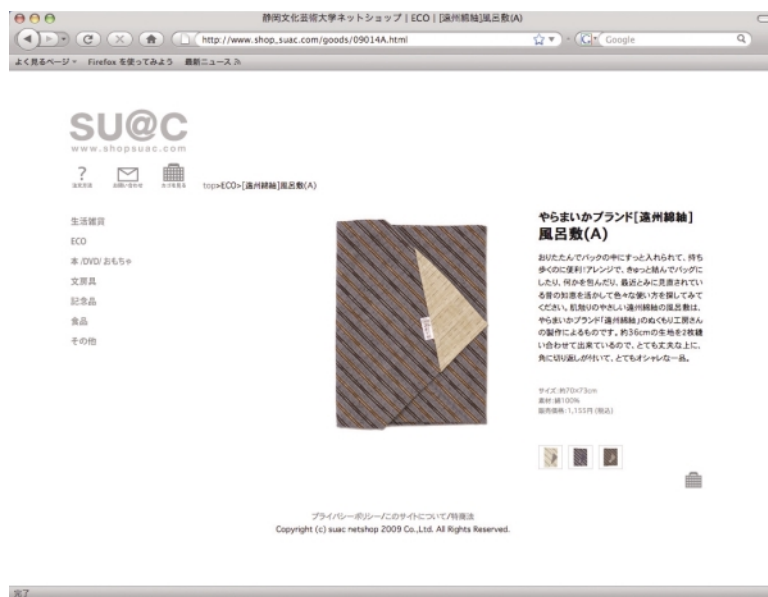 静岡文化芸術大学ネットショップ | ECO | [遠州綿紬]風呂敷(A)
http://www.shop_suac.com/goods/09014A.html
Google
よく見るページ Firefox を使ってみよう 最新ニュース
SU@C
www.shopsuac.com
?
注文方法 お問い合わせ カゴを見る
top>ECO>[遠州綿紬]風呂敷(A)
生活雑貨
ECO
本/DVD/おもちゃ
文房具
記念品
食品
その他
やらまいかブランド[遠州綿紬]
風呂敷(A)
おりたたんでバックの中にすっと入れられて、持ち
歩くのに便利!アレンジで、きゅっと結んでバッグに
したり、何かを包んだり、最近とみに見直されてい
る昔の知恵を活かして色々な使い方を探してみて
ください。肌触りのやさしい遠州綿紬の風呂敷は、
やらまいかブランド「遠州綿紬」のぬくもり工房さん
の製作によるものです。約36cmの生地を2枚縫
い合わせて出来ているので、とても丈夫な上に、
角に切り返しが付いて、とてもオシャレな一品。
サイズ:約70×73cm
素材:綿100%
販売価格:1,155円(税込)
プライバシーポリシー/このサイトについて/特商法
Copyright (c) suac netshop 2009 Co.,Ltd. All Rights Reserved.
完了